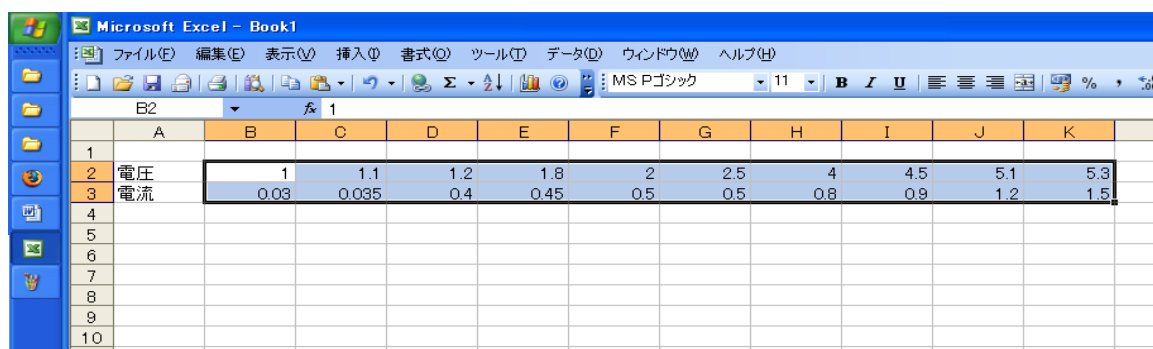 Microsoft Excel - Book1
ファイル(F) 編集(E) 表示(V) 挿入(I) 書式(O) ツール(T) データ(D) ウィンドウ(W) ヘルプ(H)
MS Pゴシック 11 B I U %
B2 fx 1
A B C D E F G H I J K
1
2 電圧 1 1.1 1.2 1.8 2 2.5 4 4.5 5.1 5.3
3 電流 0.03 0.035 0.4 0.45 0.5 0.5 0.8 0.9 1.2 1.5
4
5
6
7
8
9
10